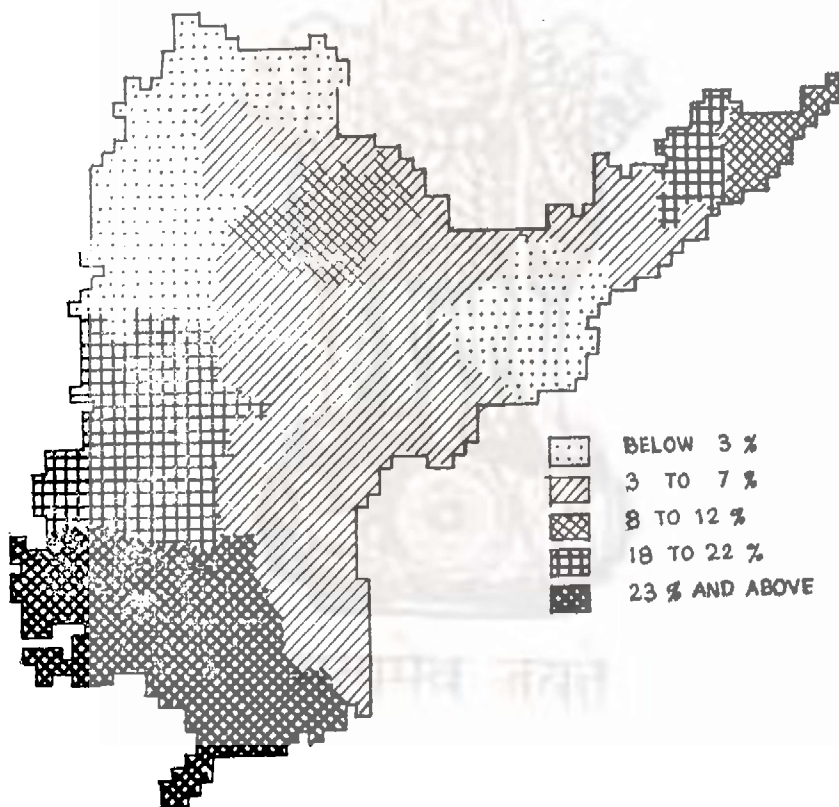 BELOW 3 %
3 TO 7 %
8 TO 12 %
18 TO 22 %
23 % AND ABOVE